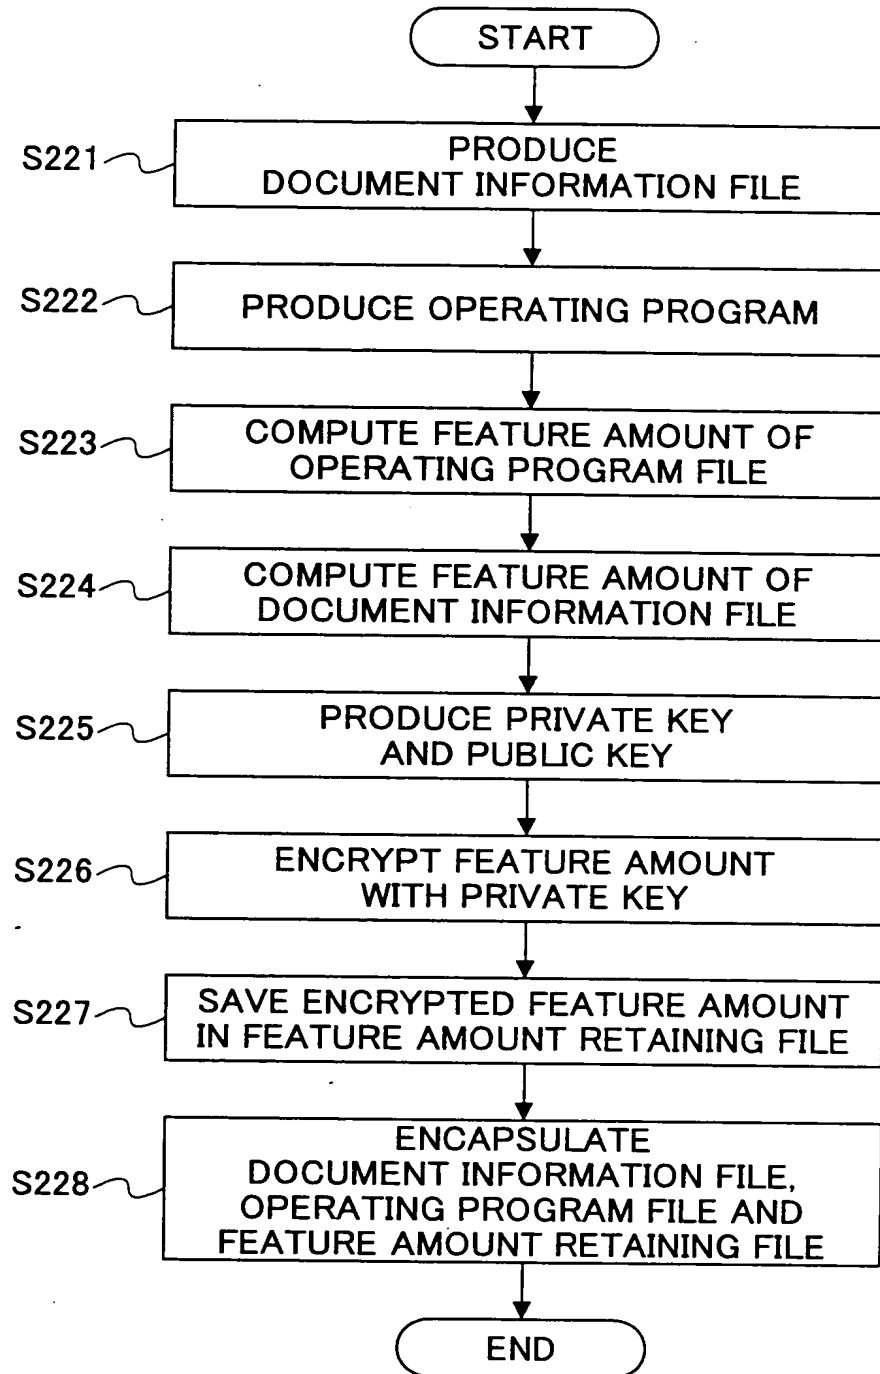 START
S221
PRODUCE
DOCUMENT INFORMATION FILE
S222
PRODUCE OPERATING PROGRAM
S223
COMPUTE FEATURE AMOUNT OF
OPERATING PROGRAM FILE
S224
COMPUTE FEATURE AMOUNT OF
DOCUMENT INFORMATION FILE
S225
PRODUCE PRIVATE KEY
AND PUBLIC KEY
S226
ENCRYPT FEATURE AMOUNT
WITH PRIVATE KEY
S227
SAVE ENCRYPTED FEATURE AMOUNT
IN FEATURE AMOUNT RETAINING FILE
S228
ENCAPSULATE
DOCUMENT INFORMATION FILE,
OPERATING PROGRAM FILE AND
FEATURE AMOUNT RETAINING FILE
END